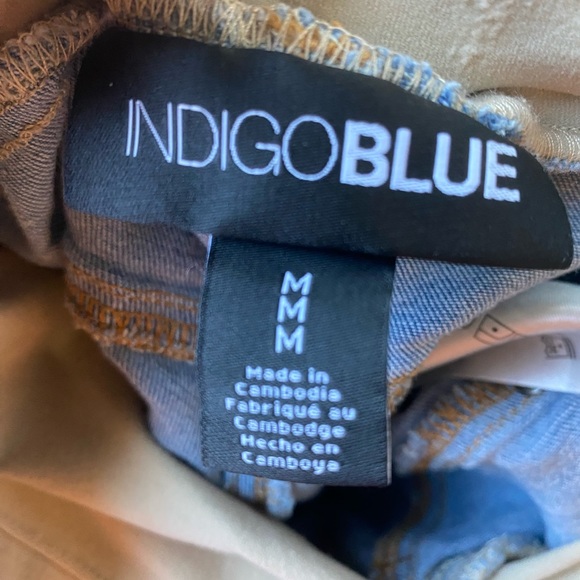 INDIGOBLUE
M
M
M
Made in
Cambodia
Fabriqué au
Cambodge
Hecho en
Camboya